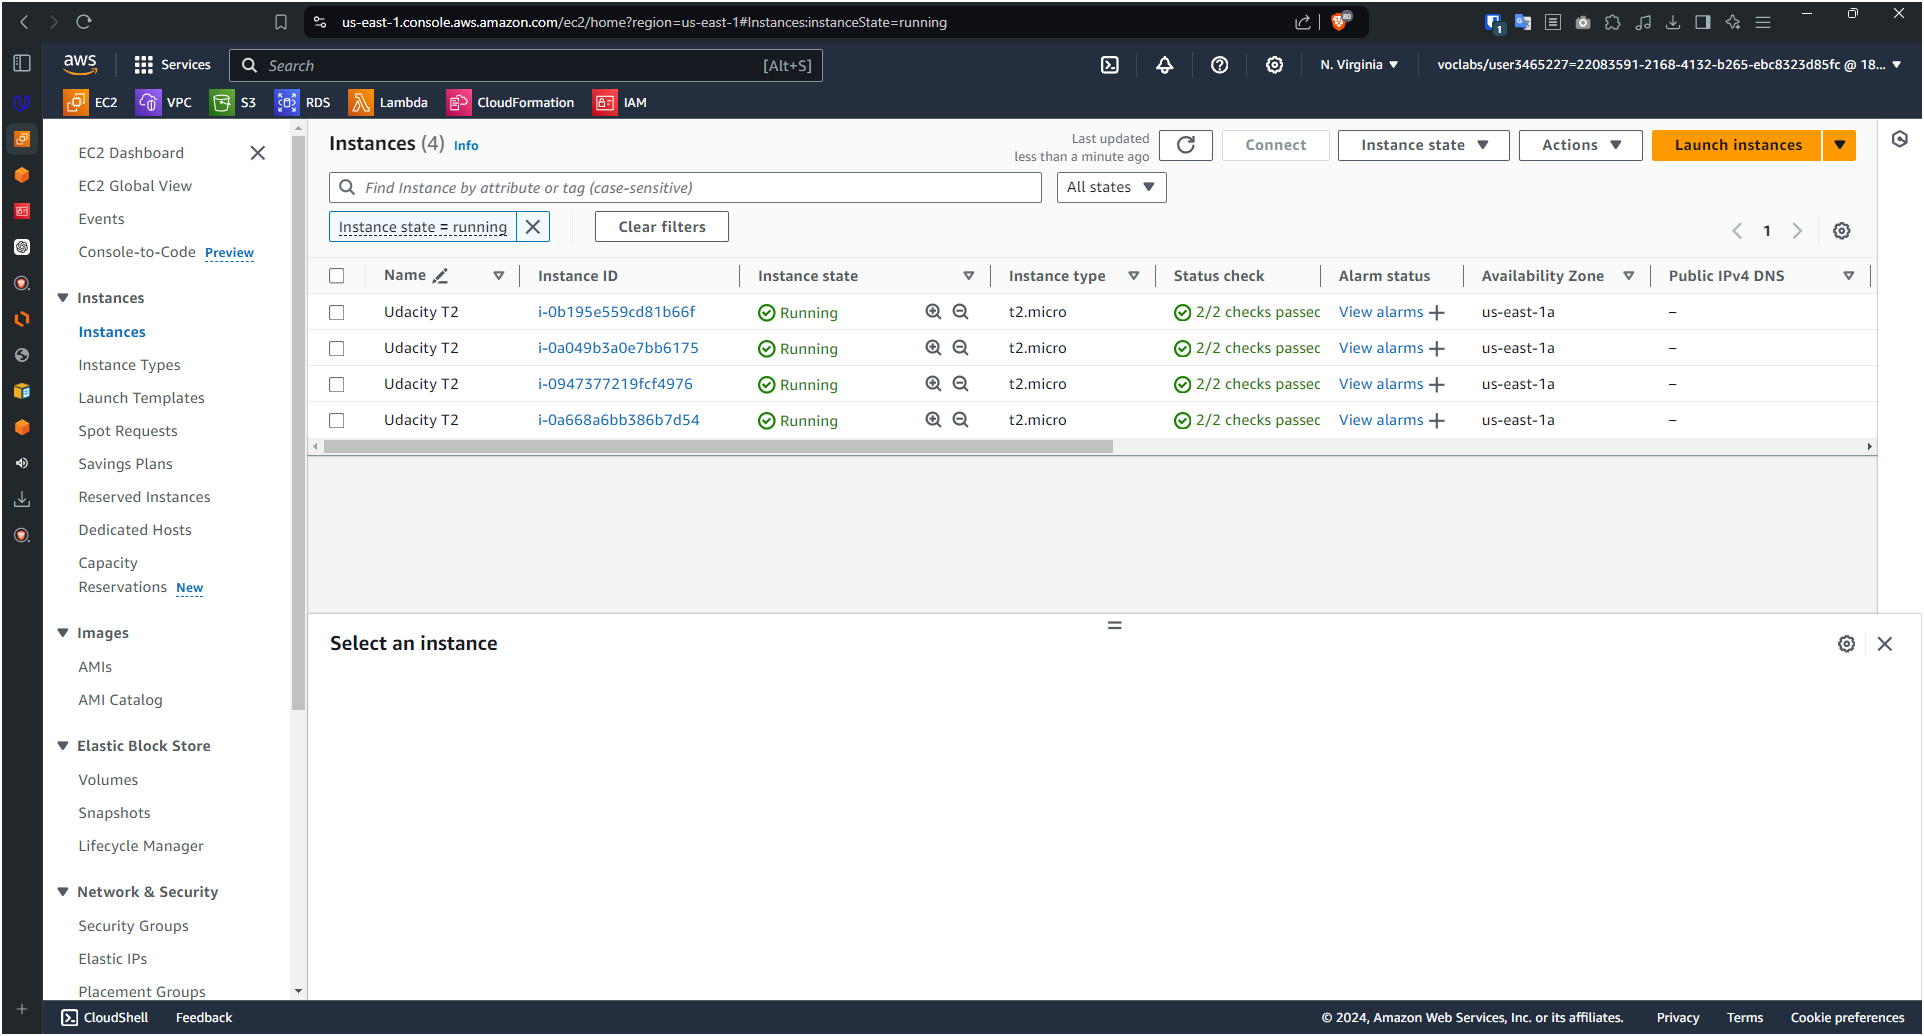 us-east-1.console.aws.amazon.com/ec2/home?region=us-east-1#Instances:instanceState=running
80
1
aws
Services
Search
[Alt+S]
N. Virginia
voclabs/user3465227=22083591-2168-4132-b265-ebc8323d85fc @ 18...
EC2 VPC S3 RDS Lambda CloudFormation IAM
EC2 Dashboard
EC2 Global View
Events
Console-to-Code Preview
Instances
Instances
Instance Types
Launch Templates
Spot Requests
Savings Plans
Reserved Instances
Dedicated Hosts
Capacity
Reservations New
Images
AMIs
AMI Catalog
Elastic Block Store
Volumes
Snapshots
Lifecycle Manager
Network & Security
Security Groups
Elastic IPs
Placement Groups
Instances (4) Info
Last updated
less than a minute ago
Connect
Instance state
Actions
Launch instances
Find Instance by attribute or tag (case-sensitive)
All states
Instance state = running
Clear filters
1
Name Instance ID Instance state Instance type Status check Alarm status Availability Zone Public IPv4 DNS
Udacity T2 i-0b195e559cd81b66f Running t2.micro 2/2 checks passec View alarms + us-east-1a –
Udacity T2 i-0a049b3a0e7bb6175 Running t2.micro 2/2 checks passec View alarms + us-east-1a –
Udacity T2 i-0947377219fcf4976 Running t2.micro 2/2 checks passec View alarms + us-east-1a –
Udacity T2 i-0a668a6bb386b7d54 Running t2.micro 2/2 checks passec View alarms + us-east-1a –
Select an instance
CloudShell
Feedback
© 2024, Amazon Web Services, Inc. or its affiliates.
Privacy
Terms
Cookie preferences